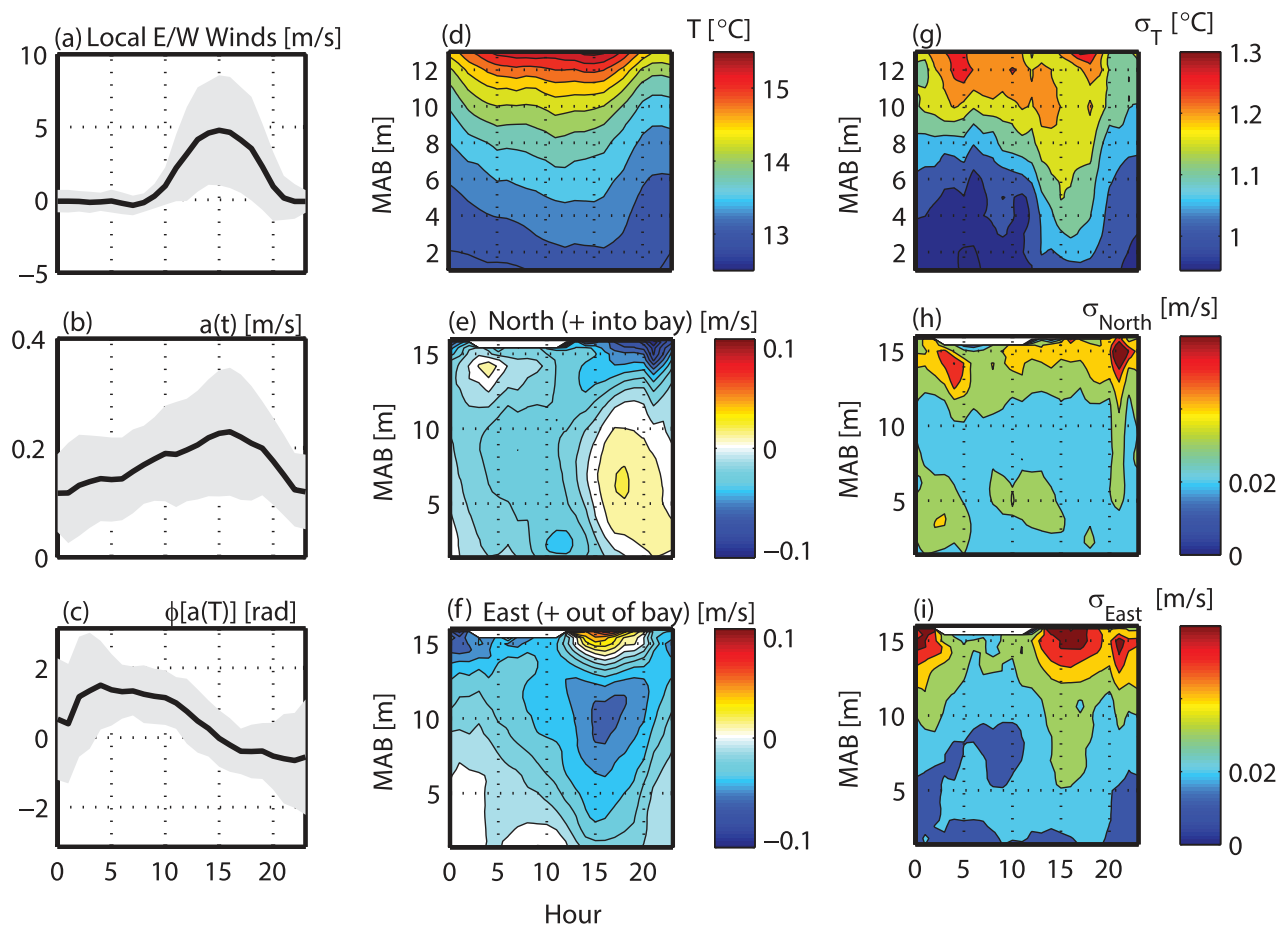 (a) Local E/W Winds [m/s]
10
5
0
−5
(d) T [°C]
MAB [m]
12
10
8
6
4
2
15
14
13
(g) σT [°C]
MAB [m]
12
10
8
6
4
2
1.3
1.2
1.1
1
(b) a(t) [m/s]
0.4
0.2
0
(e) North (+ into bay) [m/s]
MAB [m]
15
10
5
0.1
0
−0.1
(h) σNorth [m/s]
MAB [m]
15
10
5
0.02
0
(c) ϕ[a(T)] [rad]
2
0
−2
0 5 10 15 20
(f) East (+ out of bay) [m/s]
MAB [m]
15
10
5
0.1
0
−0.1
0 5 10 15 20
Hour
(i) σEast [m/s]
MAB [m]
15
10
5
0.02
0
0 5 10 15 20